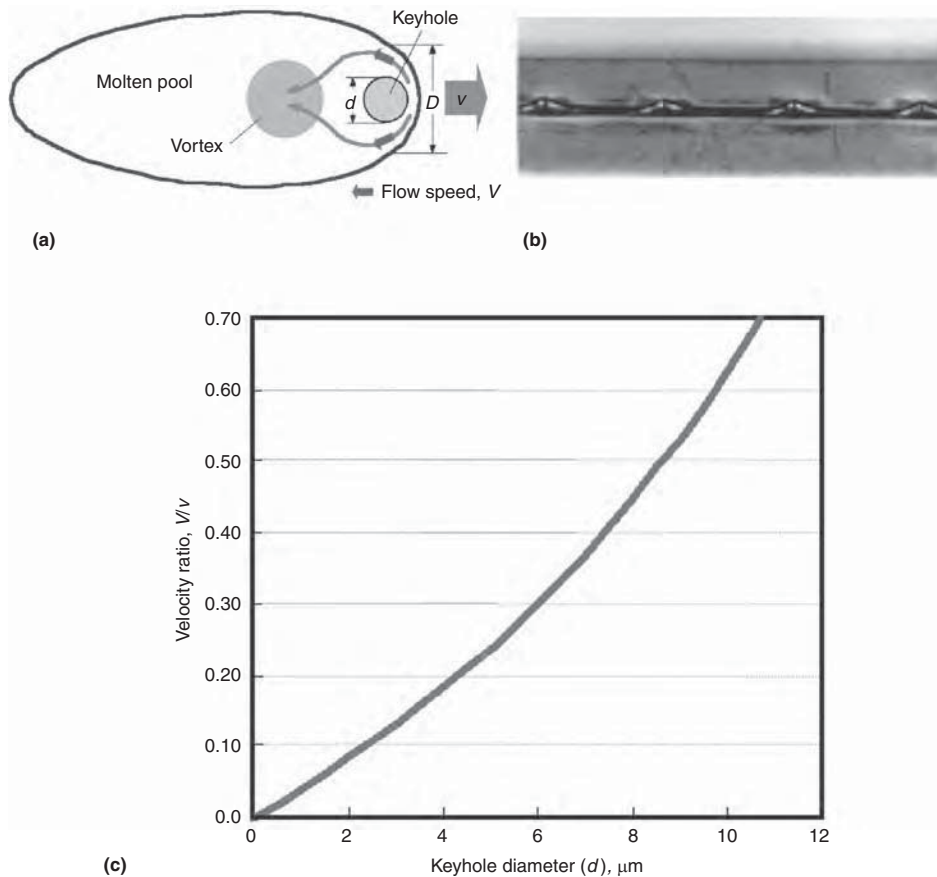 Keyhole
Molten pool
d
D
v
Vortex
Flow speed, V
(a)
(b)
0.70
0.60
0.50
0.40
0.30
0.20
0.10
0.0
Velocity ratio, V/v
0
2
4
6
8
10
12
Keyhole diameter (d), μm
(c)